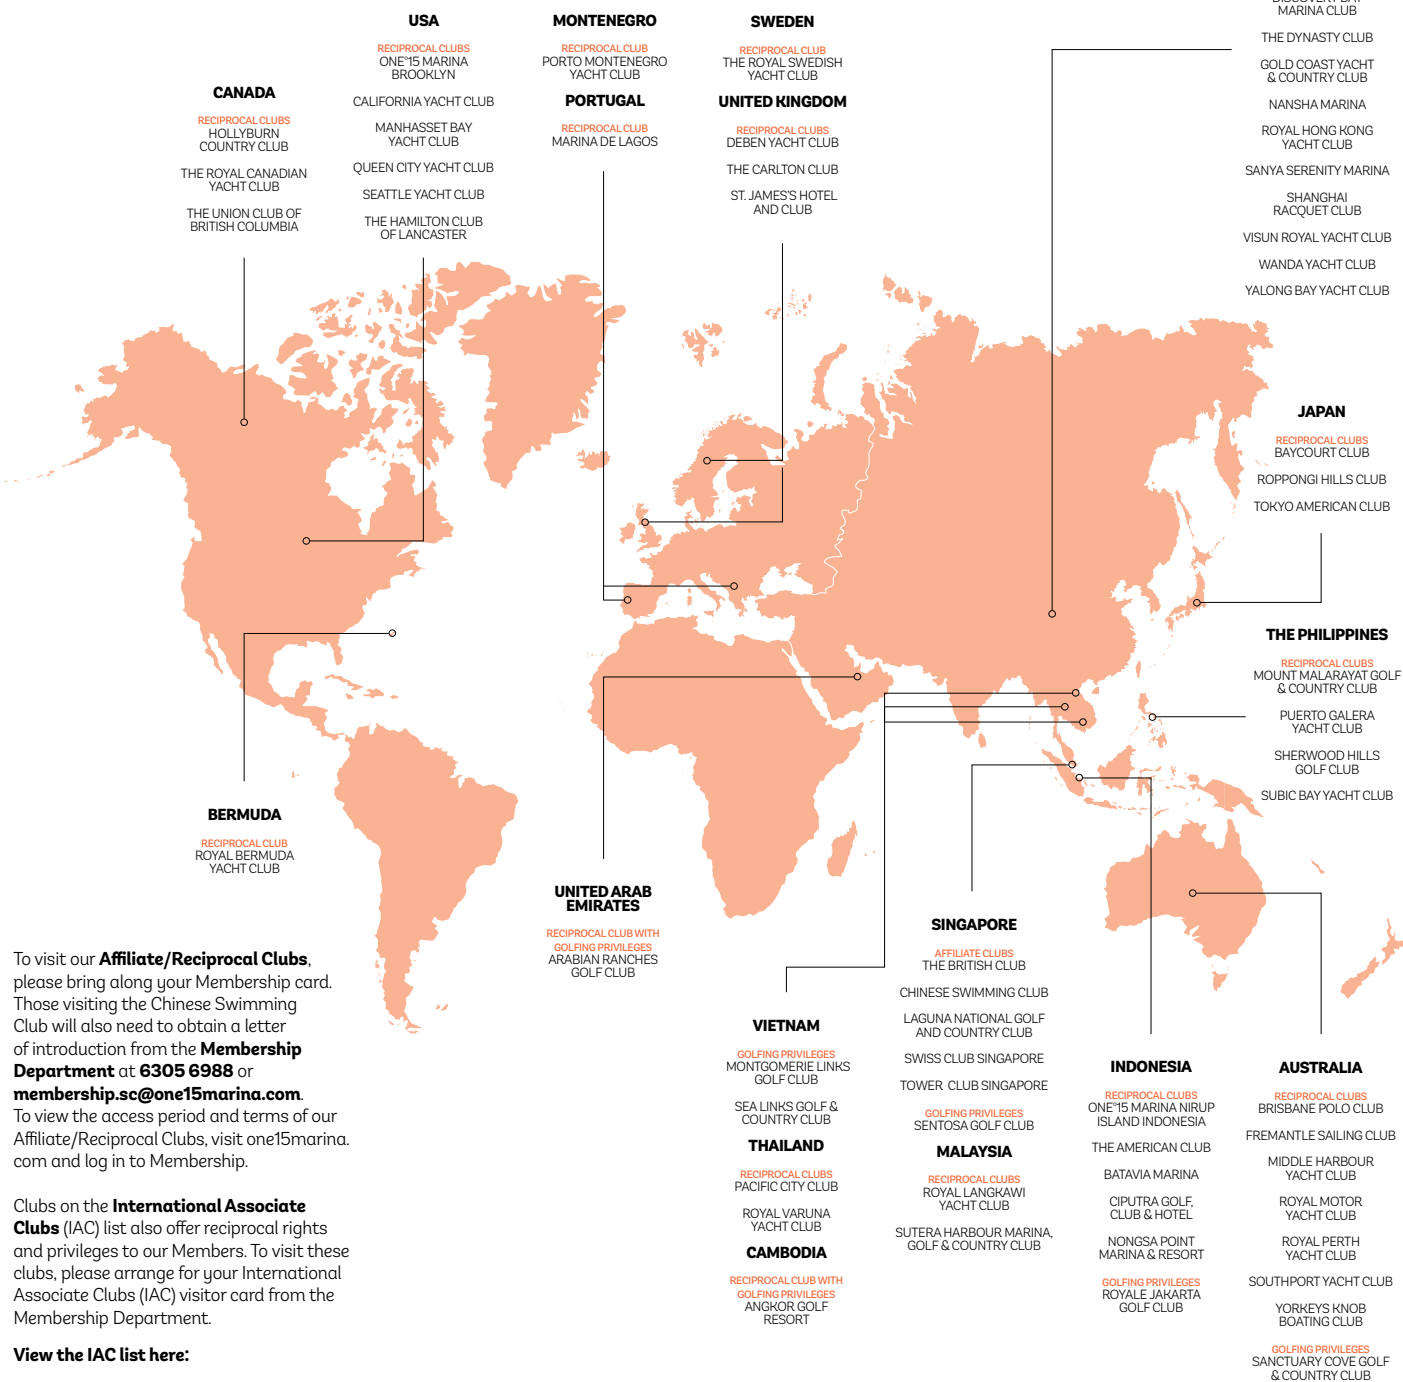 USA
RECIPROCAL CLUBS
ONE°15 MARINA
BROOKLYN
CALIFORNIA YACHT CLUB
MANHASSET BAY
YACHT CLUB
QUEEN CITY YACHT CLUB
SEATTLE YACHT CLUB
THE HAMILTON CLUB
OF LANCASTER
MONTENEGRO
RECIPROCAL CLUB
PORTO MONTENEGRO
YACHT CLUB
PORTUGAL
RECIPROCAL CLUB
MARINA DE LAGOS
SWEDEN
RECIPROCAL CLUB
THE ROYAL SWEDISH
YACHT CLUB
UNITED KINGDOM
RECIPROCAL CLUBS
DEBEN YACHT CLUB
THE CARLTON CLUB
ST. JAMES'S HOTEL
AND CLUB
MARINA CLUB
THE DYNASTY CLUB
GOLD COAST YACHT
& COUNTRY CLUB
NANSHA MARINA
ROYAL HONG KONG
YACHT CLUB
SANYA SERENITY MARINA
SHANGHAI
RACQUET CLUB
VISUN ROYAL YACHT CLUB
WANDA YACHT CLUB
YALONG BAY YACHT CLUB
CANADA
RECIPROCAL CLUBS
HOLLYBURN
COUNTRY CLUB
THE ROYAL CANADIAN
YACHT CLUB
THE UNION CLUB OF
BRITISH COLUMBIA
JAPAN
RECIPROCAL CLUBS
BAYCOURT CLUB
ROPPONGI HILLS CLUB
TOKYO AMERICAN CLUB
THE PHILIPPINES
RECIPROCAL CLUBS
MOUNT MALARAYAT GOLF
& COUNTRY CLUB
PUERTO GALERA
YACHT CLUB
SHERWOOD HILLS
GOLF CLUB
SUBIC BAY YACHT CLUB
BERMUDA
RECIPROCAL CLUB
ROYAL BERMUDA
YACHT CLUB
UNITED ARAB
EMIRATES
RECIPROCAL CLUB WITH
GOLFING PRIVILEGES
ARABIAN RANCHES
GOLF CLUB
To visit our Affiliate/Reciprocal Clubs,
please bring along your Membership card.
Those visiting the Chinese Swimming
Club will also need to obtain a letter
of introduction from the Membership
Department at 6305 6988 or
membership.sc@one15marina.com.
To view the access period and terms of our
Affiliate/Reciprocal Clubs, visit one15marina.
com and log in to Membership.
Clubs on the International Associate
Clubs (IAC) list also offer reciprocal rights
and privileges to our Members. To visit these
clubs, please arrange for your International
Associate Clubs (IAC) visitor card from the
Membership Department.
View the IAC list here:
VIETNAM
GOLFING PRIVILEGES
MONTGOMERIE LINKS
GOLF CLUB
SEA LINKS GOLF &
COUNTRY CLUB
THAILAND
RECIPROCAL CLUBS
PACIFIC CITY CLUB
ROYAL VARUNA
YACHT CLUB
CAMBODIA
RECIPROCAL CLUB WITH
GOLFING PRIVILEGES
ANGKOR GOLF
RESORT
SINGAPORE
AFFILIATE CLUBS
THE BRITISH CLUB
CHINESE SWIMMING CLUB
LAGUNA NATIONAL GOLF
AND COUNTRY CLUB
SWISS CLUB SINGAPORE
TOWER CLUB SINGAPORE
GOLFING PRIVILEGES
SENTOSA GOLF CLUB
MALAYSIA
RECIPROCAL CLUBS
ROYAL LANGKAWI
YACHT CLUB
SUTERA HARBOUR MARINA,
GOLF & COUNTRY CLUB
INDONESIA
RECIPROCAL CLUBS
ONE°15 MARINA NIRUP
ISLAND INDONESIA
THE AMERICAN CLUB
BATAVIA MARINA
CIPUTRA GOLF,
CLUB & HOTEL
NONGSA POINT
MARINA & RESORT
GOLFING PRIVILEGES
ROYALE JAKARTA
GOLF CLUB
AUSTRALIA
RECIPROCAL CLUBS
BRISBANE POLO CLUB
FREMANTLE SAILING CLUB
MIDDLE HARBOUR
YACHT CLUB
ROYAL MOTOR
YACHT CLUB
ROYAL PERTH
YACHT CLUB
SOUTHPORT YACHT CLUB
YORKEYS KNOB
BOATING CLUB
GOLFING PRIVILEGES
SANCTUARY COVE GOLF
& COUNTRY CLUB